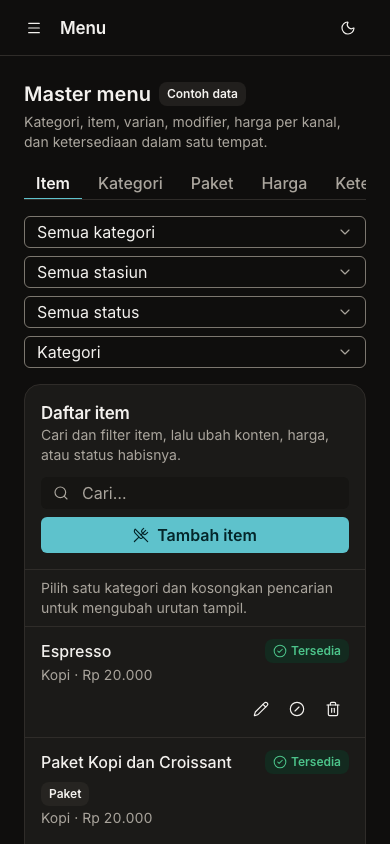 Menu
Master menu
Contoh data
Kategori, item, varian, modifier, harga per kanal,
dan ketersediaan dalam satu tempat.
Item
Kategori
Paket
Harga
Kete
Semua kategori
Semua stasiun
Semua status
Kategori
Daftar item
Cari dan filter item, lalu ubah konten, harga,
atau status habisnya.
Cari...
Tambah item
Pilih satu kategori dan kosongkan pencarian
untuk mengubah urutan tampil.
Espresso
Tersedia
Kopi · Rp 20.000
Paket Kopi dan Croissant
Tersedia
Paket
Kopi · Rp 20.000